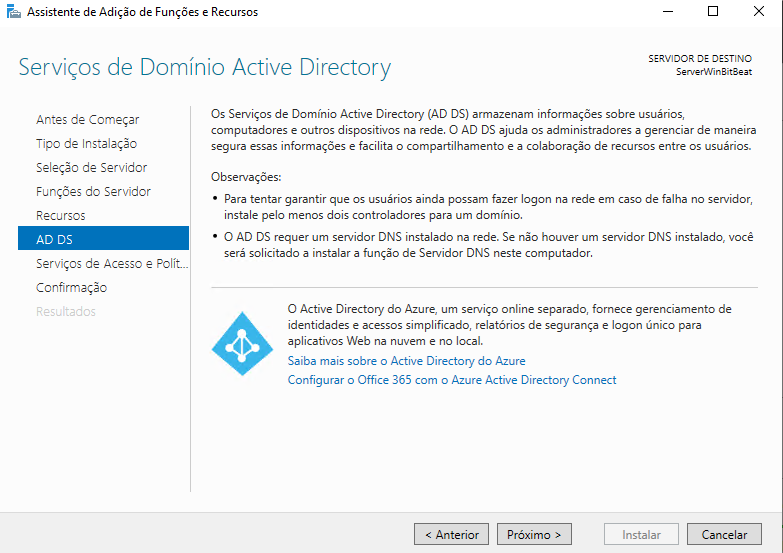 Assistente de Adição de Funções e Recursos
Serviços de Domínio Active Directory
SERVIDOR DE DESTINO
ServerWinBitBeat
Antes de Começar
Tipo de Instalação
Seleção de Servidor
Funções do Servidor
Recursos
AD DS
Serviços de Acesso e Polít...
Confirmação
Resultados
Os Serviços de Domínio Active Directory (AD DS) armazenam informações sobre usuários,
computadores e outros dispositivos na rede. O AD DS ajuda os administradores a gerenciar de maneira
segura essas informações e facilita o compartilhamento e a colaboração de recursos entre os usuários.
Observações:
• Para tentar garantir que os usuários ainda possam fazer logon na rede em caso de falha no servidor,
instale pelo menos dois controladores para um domínio.
• O AD DS requer um servidor DNS instalado na rede. Se não houver um servidor DNS instalado, você
será solicitado a instalar a função de Servidor DNS neste computador.
O Active Directory do Azure, um serviço online separado, fornece gerenciamento de
identidades e acessos simplificado, relatórios de segurança e logon único para
aplicativos Web na nuvem e no local.
Saiba mais sobre o Active Directory do Azure
Configurar o Office 365 com o Azure Active Directory Connect
< Anterior
Próximo >
Instalar
Cancelar